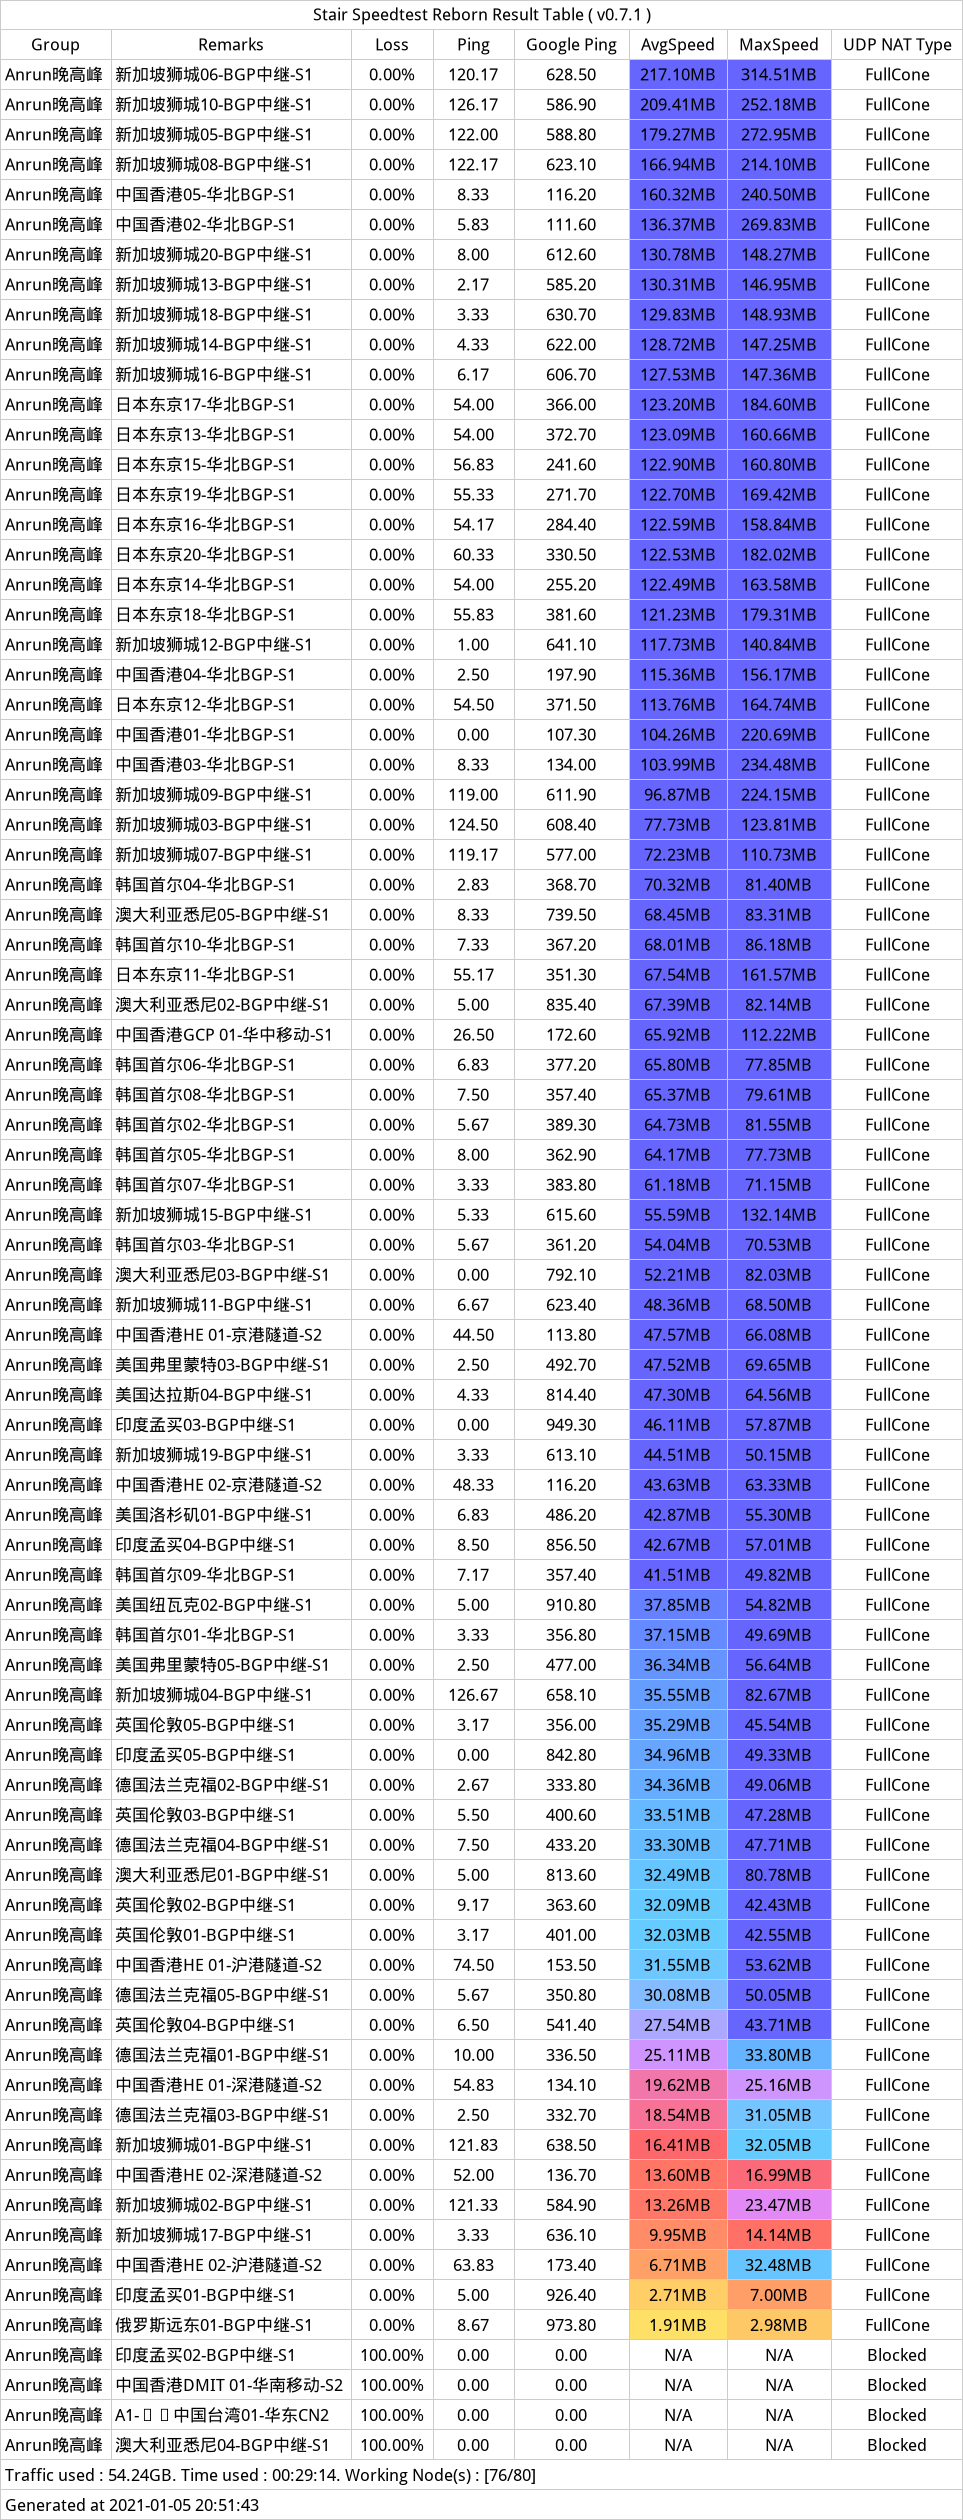 Stair Speedtest Reborn Result Table ( v0.7.1 )
Group Remarks Loss Ping Google Ping AvgSpeed MaxSpeed UDP NAT Type
Anrun晚高峰 新加坡狮城06-BGP中继-S1 0.00% 120.17 628.50 217.10MB 314.51MB FullCone
Anrun晚高峰 新加坡狮城10-BGP中继-S1 0.00% 126.17 586.90 209.41MB 252.18MB FullCone
Anrun晚高峰 新加坡狮城05-BGP中继-S1 0.00% 122.00 588.80 179.27MB 272.95MB FullCone
Anrun晚高峰 新加坡狮城08-BGP中继-S1 0.00% 122.17 623.10 166.94MB 214.10MB FullCone
Anrun晚高峰 中国香港05-华北BGP-S1 0.00% 8.33 116.20 160.32MB 240.50MB FullCone
Anrun晚高峰 中国香港02-华北BGP-S1 0.00% 5.83 111.60 136.37MB 269.83MB FullCone
Anrun晚高峰 新加坡狮城20-BGP中继-S1 0.00% 8.00 612.60 130.78MB 148.27MB FullCone
Anrun晚高峰 新加坡狮城13-BGP中继-S1 0.00% 2.17 585.20 130.31MB 146.95MB FullCone
Anrun晚高峰 新加坡狮城18-BGP中继-S1 0.00% 3.33 630.70 129.83MB 148.93MB FullCone
Anrun晚高峰 新加坡狮城14-BGP中继-S1 0.00% 4.33 622.00 128.72MB 147.25MB FullCone
Anrun晚高峰 新加坡狮城16-BGP中继-S1 0.00% 6.17 606.70 127.53MB 147.36MB FullCone
Anrun晚高峰 日本东京17-华北BGP-S1 0.00% 54.00 366.00 123.20MB 184.60MB FullCone
Anrun晚高峰 日本东京13-华北BGP-S1 0.00% 54.00 372.70 123.09MB 160.66MB FullCone
Anrun晚高峰 日本东京15-华北BGP-S1 0.00% 56.83 241.60 122.90MB 160.80MB FullCone
Anrun晚高峰 日本东京19-华北BGP-S1 0.00% 55.33 271.70 122.70MB 169.42MB FullCone
Anrun晚高峰 日本东京16-华北BGP-S1 0.00% 54.17 284.40 122.59MB 158.84MB FullCone
Anrun晚高峰 日本东京20-华北BGP-S1 0.00% 60.33 330.50 122.53MB 182.02MB FullCone
Anrun晚高峰 日本东京14-华北BGP-S1 0.00% 54.00 255.20 122.49MB 163.58MB FullCone
Anrun晚高峰 日本东京18-华北BGP-S1 0.00% 55.83 381.60 121.23MB 179.31MB FullCone
Anrun晚高峰 新加坡狮城12-BGP中继-S1 0.00% 1.00 641.10 117.73MB 140.84MB FullCone
Anrun晚高峰 中国香港04-华北BGP-S1 0.00% 2.50 197.90 115.36MB 156.17MB FullCone
Anrun晚高峰 日本东京12-华北BGP-S1 0.00% 54.50 371.50 113.76MB 164.74MB FullCone
Anrun晚高峰 中国香港01-华北BGP-S1 0.00% 0.00 107.30 104.26MB 220.69MB FullCone
Anrun晚高峰 中国香港03-华北BGP-S1 0.00% 8.33 134.00 103.99MB 234.48MB FullCone
Anrun晚高峰 新加坡狮城09-BGP中继-S1 0.00% 119.00 611.90 96.87MB 224.15MB FullCone
Anrun晚高峰 新加坡狮城03-BGP中继-S1 0.00% 124.50 608.40 77.73MB 123.81MB FullCone
Anrun晚高峰 新加坡狮城07-BGP中继-S1 0.00% 119.17 577.00 72.23MB 110.73MB FullCone
Anrun晚高峰 韩国首尔04-华北BGP-S1 0.00% 2.83 368.70 70.32MB 81.40MB FullCone
Anrun晚高峰 澳大利亚悉尼05-BGP中继-S1 0.00% 8.33 739.50 68.45MB 83.31MB FullCone
Anrun晚高峰 韩国首尔10-华北BGP-S1 0.00% 7.33 367.20 68.01MB 86.18MB FullCone
Anrun晚高峰 日本东京11-华北BGP-S1 0.00% 55.17 351.30 67.54MB 161.57MB FullCone
Anrun晚高峰 澳大利亚悉尼02-BGP中继-S1 0.00% 5.00 835.40 67.39MB 82.14MB FullCone
Anrun晚高峰 中国香港GCP 01-华中移动-S1 0.00% 26.50 172.60 65.92MB 112.22MB FullCone
Anrun晚高峰 韩国首尔06-华北BGP-S1 0.00% 6.83 377.20 65.80MB 77.85MB FullCone
Anrun晚高峰 韩国首尔08-华北BGP-S1 0.00% 7.50 357.40 65.37MB 79.61MB FullCone
Anrun晚高峰 韩国首尔02-华北BGP-S1 0.00% 5.67 389.30 64.73MB 81.55MB FullCone
Anrun晚高峰 韩国首尔05-华北BGP-S1 0.00% 8.00 362.90 64.17MB 77.73MB FullCone
Anrun晚高峰 韩国首尔07-华北BGP-S1 0.00% 3.33 383.80 61.18MB 71.15MB FullCone
Anrun晚高峰 新加坡狮城15-BGP中继-S1 0.00% 5.33 615.60 55.59MB 132.14MB FullCone
Anrun晚高峰 韩国首尔03-华北BGP-S1 0.00% 5.67 361.20 54.04MB 70.53MB FullCone
Anrun晚高峰 澳大利亚悉尼03-BGP中继-S1 0.00% 0.00 792.10 52.21MB 82.03MB FullCone
Anrun晚高峰 新加坡狮城11-BGP中继-S1 0.00% 6.67 623.40 48.36MB 68.50MB FullCone
Anrun晚高峰 中国香港HE 01-京港隧道-S2 0.00% 44.50 113.80 47.57MB 66.08MB FullCone
Anrun晚高峰 美国弗里蒙特03-BGP中继-S1 0.00% 2.50 492.70 47.52MB 69.65MB FullCone
Anrun晚高峰 美国达拉斯04-BGP中继-S1 0.00% 4.33 814.40 47.30MB 64.56MB FullCone
Anrun晚高峰 印度孟买03-BGP中继-S1 0.00% 0.00 949.30 46.11MB 57.87MB FullCone
Anrun晚高峰 新加坡狮城19-BGP中继-S1 0.00% 3.33 613.10 44.51MB 50.15MB FullCone
Anrun晚高峰 中国香港HE 02-京港隧道-S2 0.00% 48.33 116.20 43.63MB 63.33MB FullCone
Anrun晚高峰 美国洛杉矶01-BGP中继-S1 0.00% 6.83 486.20 42.87MB 55.30MB FullCone
Anrun晚高峰 印度孟买04-BGP中继-S1 0.00% 8.50 856.50 42.67MB 57.01MB FullCone
Anrun晚高峰 韩国首尔09-华北BGP-S1 0.00% 7.17 357.40 41.51MB 49.82MB FullCone
Anrun晚高峰 美国纽瓦克02-BGP中继-S1 0.00% 5.00 910.80 37.85MB 54.82MB FullCone
Anrun晚高峰 韩国首尔01-华北BGP-S1 0.00% 3.33 356.80 37.15MB 49.69MB FullCone
Anrun晚高峰 美国弗里蒙特05-BGP中继-S1 0.00% 2.50 477.00 36.34MB 56.64MB FullCone
Anrun晚高峰 新加坡狮城04-BGP中继-S1 0.00% 126.67 658.10 35.55MB 82.67MB FullCone
Anrun晚高峰 英国伦敦05-BGP中继-S1 0.00% 3.17 356.00 35.29MB 45.54MB FullCone
Anrun晚高峰 印度孟买05-BGP中继-S1 0.00% 0.00 842.80 34.96MB 49.33MB FullCone
Anrun晚高峰 德国法兰克福02-BGP中继-S1 0.00% 2.67 333.80 34.36MB 49.06MB FullCone
Anrun晚高峰 英国伦敦03-BGP中继-S1 0.00% 5.50 400.60 33.51MB 47.28MB FullCone
Anrun晚高峰 德国法兰克福04-BGP中继-S1 0.00% 7.50 433.20 33.30MB 47.71MB FullCone
Anrun晚高峰 澳大利亚悉尼01-BGP中继-S1 0.00% 5.00 813.60 32.49MB 80.78MB FullCone
Anrun晚高峰 英国伦敦02-BGP中继-S1 0.00% 9.17 363.60 32.09MB 42.43MB FullCone
Anrun晚高峰 英国伦敦01-BGP中继-S1 0.00% 3.17 401.00 32.03MB 42.55MB FullCone
Anrun晚高峰 中国香港HE 01-沪港隧道-S2 0.00% 74.50 153.50 31.55MB 53.62MB FullCone
Anrun晚高峰 德国法兰克福05-BGP中继-S1 0.00% 5.67 350.80 30.08MB 50.05MB FullCone
Anrun晚高峰 英国伦敦04-BGP中继-S1 0.00% 6.50 541.40 27.54MB 43.71MB FullCone
Anrun晚高峰 德国法兰克福01-BGP中继-S1 0.00% 10.00 336.50 25.11MB 33.80MB FullCone
Anrun晚高峰 中国香港HE 01-深港隧道-S2 0.00% 54.83 134.10 19.62MB 25.16MB FullCone
Anrun晚高峰 德国法兰克福03-BGP中继-S1 0.00% 2.50 332.70 18.54MB 31.05MB FullCone
Anrun晚高峰 新加坡狮城01-BGP中继-S1 0.00% 121.83 638.50 16.41MB 32.05MB FullCone
Anrun晚高峰 中国香港HE 02-深港隧道-S2 0.00% 52.00 136.70 13.60MB 16.99MB FullCone
Anrun晚高峰 新加坡狮城02-BGP中继-S1 0.00% 121.33 584.90 13.26MB 23.47MB FullCone
Anrun晚高峰 新加坡狮城17-BGP中继-S1 0.00% 3.33 636.10 9.95MB 14.14MB FullCone
Anrun晚高峰 中国香港HE 02-沪港隧道-S2 0.00% 63.83 173.40 6.71MB 32.48MB FullCone
Anrun晚高峰 印度孟买01-BGP中继-S1 0.00% 5.00 926.40 2.71MB 7.00MB FullCone
Anrun晚高峰 俄罗斯远东01-BGP中继-S1 0.00% 8.67 973.80 1.91MB 2.98MB FullCone
Anrun晚高峰 印度孟买02-BGP中继-S1 100.00% 0.00 0.00 N/A N/A Blocked
Anrun晚高峰 中国香港DMIT 01-华南移动-S2 100.00% 0.00 0.00 N/A N/A Blocked
Anrun晚高峰 A1-中国台湾01-华东CN2 100.00% 0.00 0.00 N/A N/A Blocked
Anrun晚高峰 澳大利亚悉尼04-BGP中继-S1 100.00% 0.00 0.00 N/A N/A Blocked
Traffic used : 54.24GB. Time used : 00:29:14. Working Node(s) : [76/80]
Generated at 2021-01-05 20:51:43